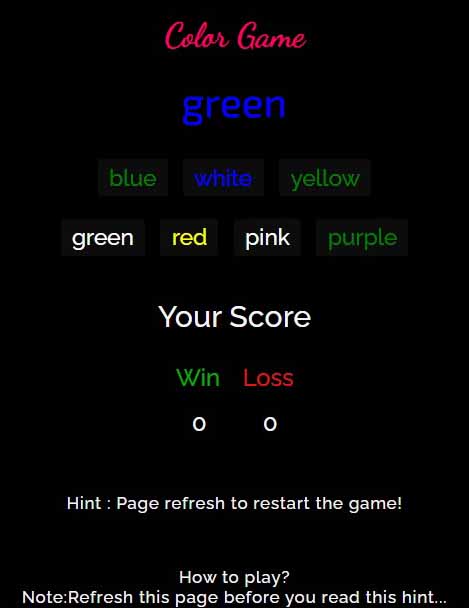 Color Game
green
blue white yellow
green red pink purple
Your Score
Win Loss
0 0
Hint : Page refresh to restart the game!
How to play?
Note:Refresh this page before you read this hint...